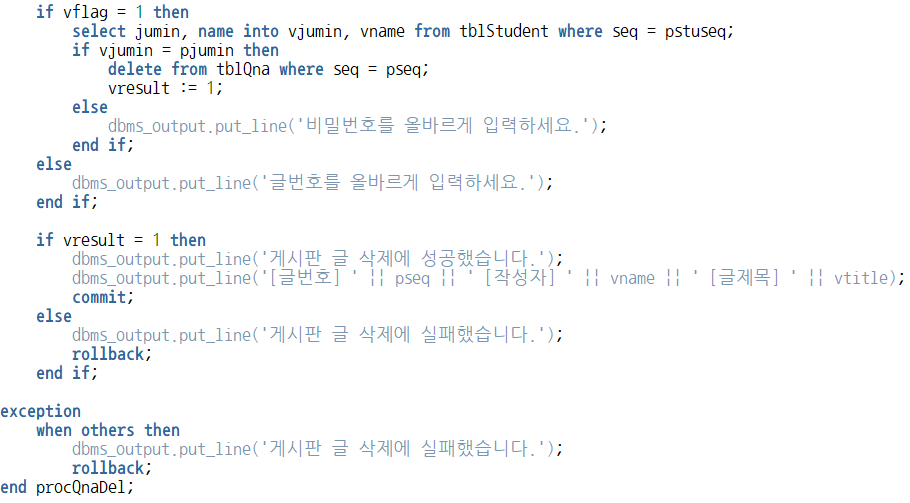 if vflag = 1 then
select jumin, name into vjumin, vname from tblStudent where seq = pstuseq;
if vjumin = pjumin then
delete from tblQna where seq = pseq;
vresult := 1;
else
dbms_output.put_line('비밀번호를 올바르게 입력하세요.');
end if;
else
dbms_output.put_line('글번호를 올바르게 입력하세요.');
end if;
if vresult = 1 then
dbms_output.put_line('게시판 글 삭제에 성공했습니다.');
dbms_output.put_line('[글번호] ' || pseq || ' [작성자] ' || vname || ' [글제목] ' || vtitle);
commit;
else
dbms_output.put_line('게시판 글 삭제에 실패했습니다.');
rollback;
end if;
exception
when others then
dbms_output.put_line('게시판 글 삭제에 실패했습니다.');
rollback;
end procQnaDel;